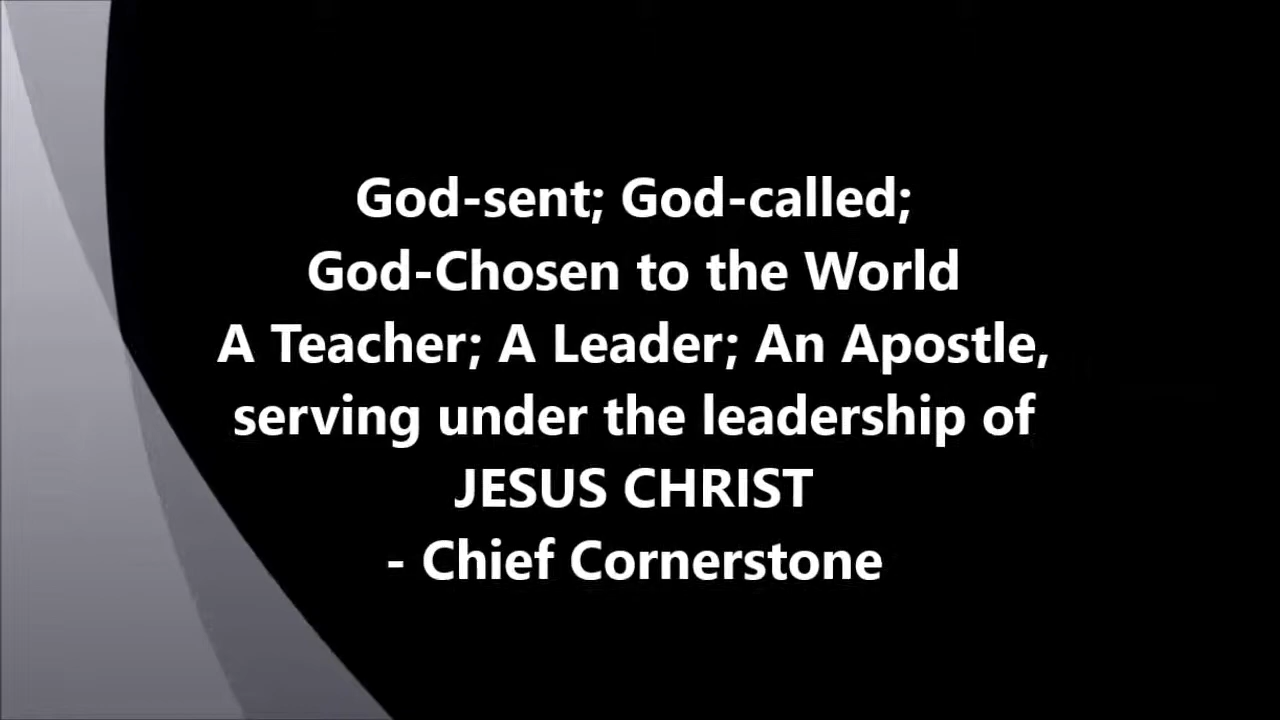 God-sent; God-called;
God-Chosen to the World
A Teacher; A Leader; An Apostle,
serving under the leadership of
JESUS CHRIST
- Chief Cornerstone